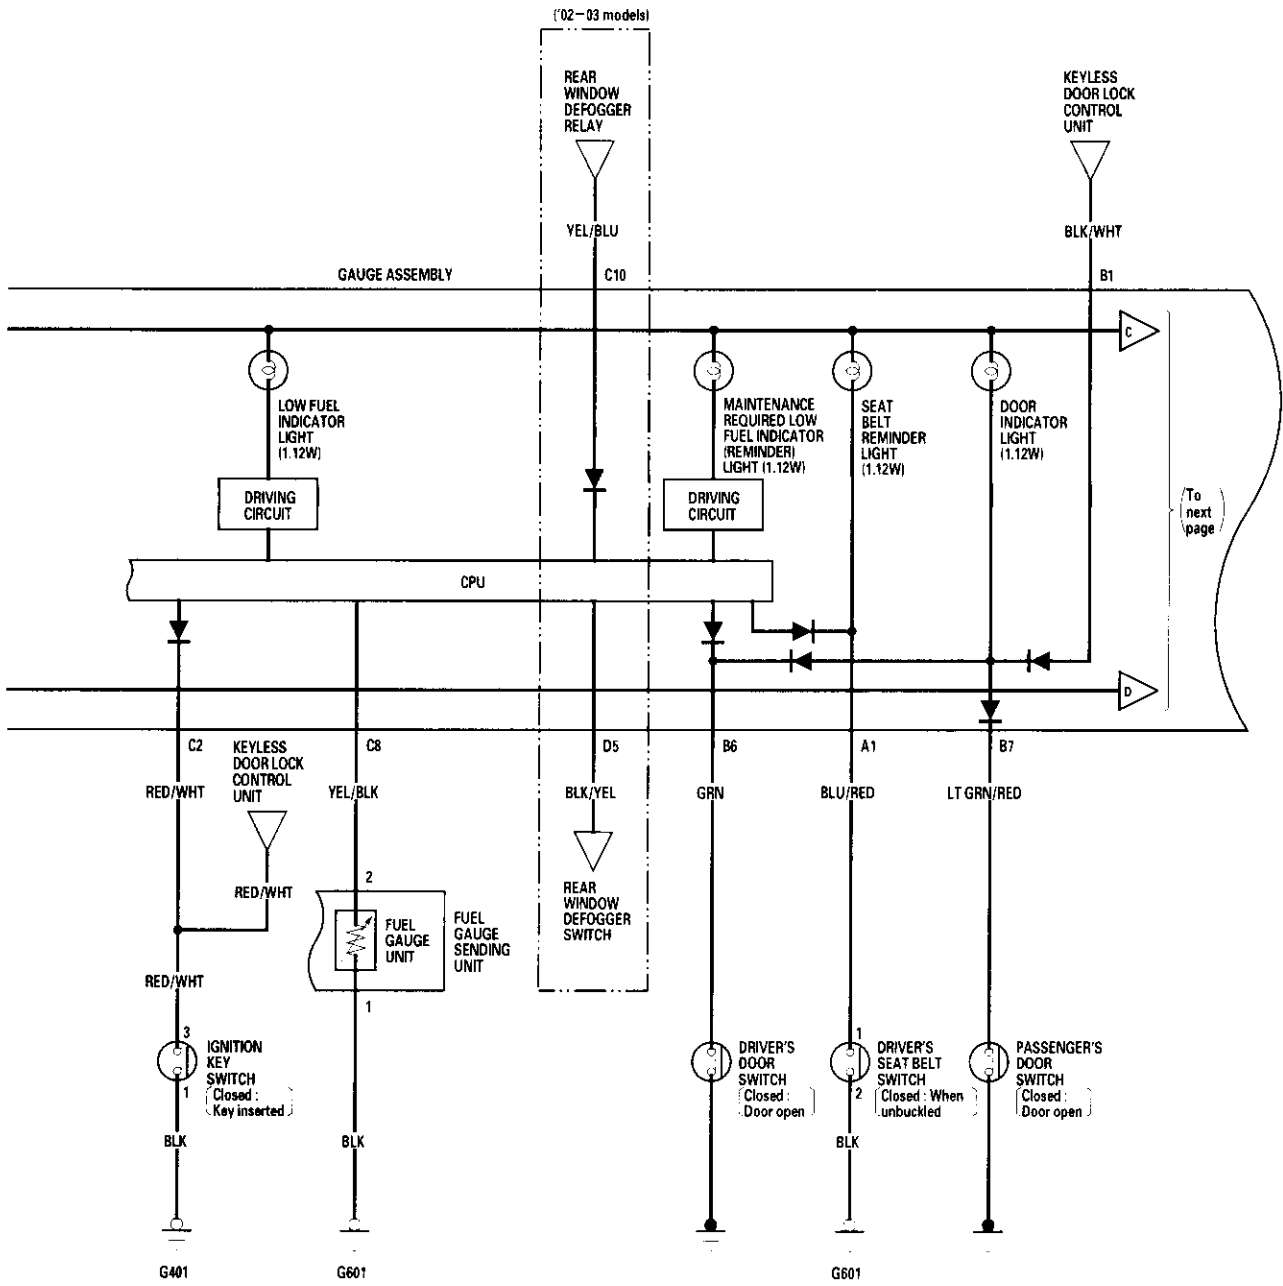 ('02-03 models)
REAR
WINDOW
DEFOGGER
RELAY
KEYLESS
DOOR LOCK
CONTROL
UNIT
YEL/BLU
BLK/WHT
GAUGE ASSEMBLY
C10
B1
C
LOW FUEL
INDICATOR
LIGHT
(1.12W)
MAINTENANCE
REQUIRED LOW
FUEL INDICATOR
(REMINDER)
LIGHT (1.12W)
SEAT
BELT
REMINDER
LIGHT
(1.12W)
DOOR
INDICATOR
LIGHT
(1.12W)
DRIVING
CIRCUIT
DRIVING
CIRCUIT
(To
next
page)
CPU
D
C2
KEYLESS
DOOR LOCK
CONTROL
UNIT
C8
D5
B6
A1
B7
RED/WHT
YEL/BLK
BLK/YEL
GRN
BLU/RED
LT GRN/RED
RED/WHT
2
FUEL
GAUGE
UNIT
FUEL
GAUGE
SENDING
UNIT
REAR
WINDOW
DEFOGGER
SWITCH
RED/WHT
1
3
IGNITION
KEY
SWITCH
(Closed :
Key inserted)
1
DRIVER'S
DOOR
SWITCH
(Closed :
Door open)
1
DRIVER'S
SEAT BELT
SWITCH
(Closed : When
unbuckled)
2
PASSENGER'S
DOOR
SWITCH
(Closed :
Door open)
BLK
BLK
BLK
G401
G601
G601